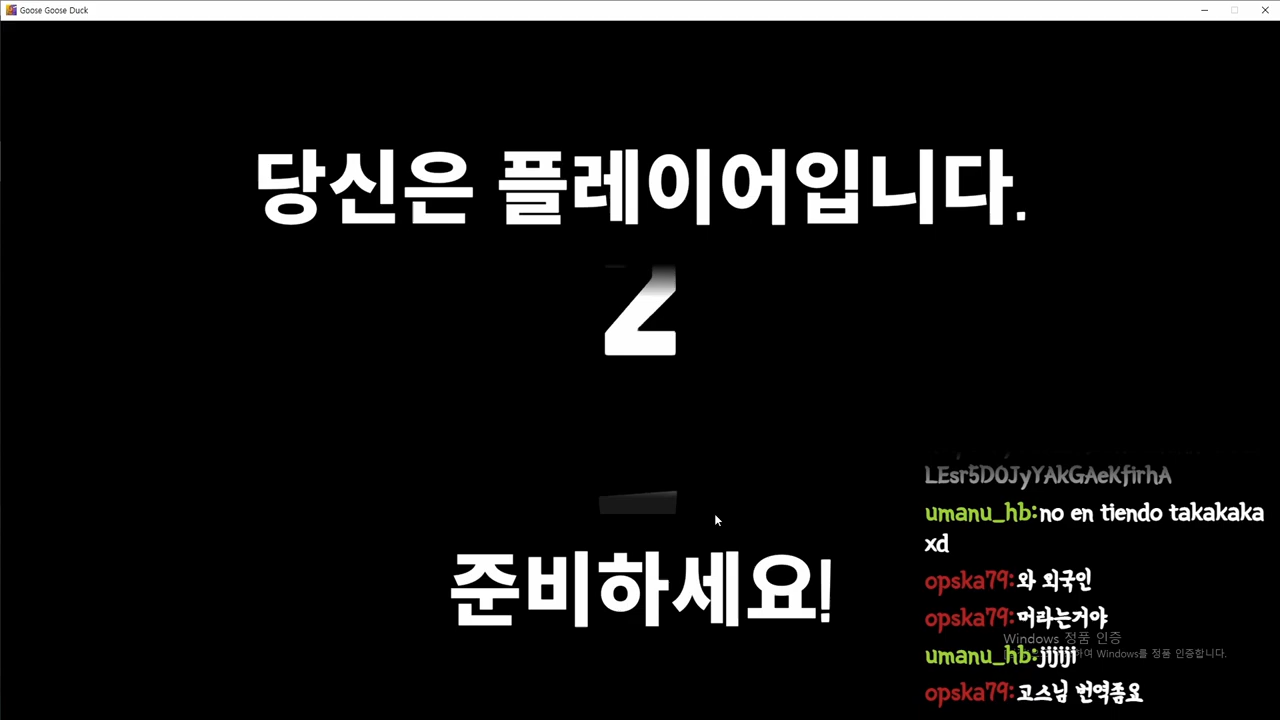 Goose Goose Duck
당신은 플레이어입니다.
2
준비하세요!
LEsr5D0JyYAkGAeKfirhA
umanu_hb:no en tiendo takakaka
xd
opska79:와 외국인
opska79:머라는거야
Windows 정품 인증
umanu_hb:jijiji
하여 Windows를 정품 인증합니다.
opska79:고스님 번역좀요